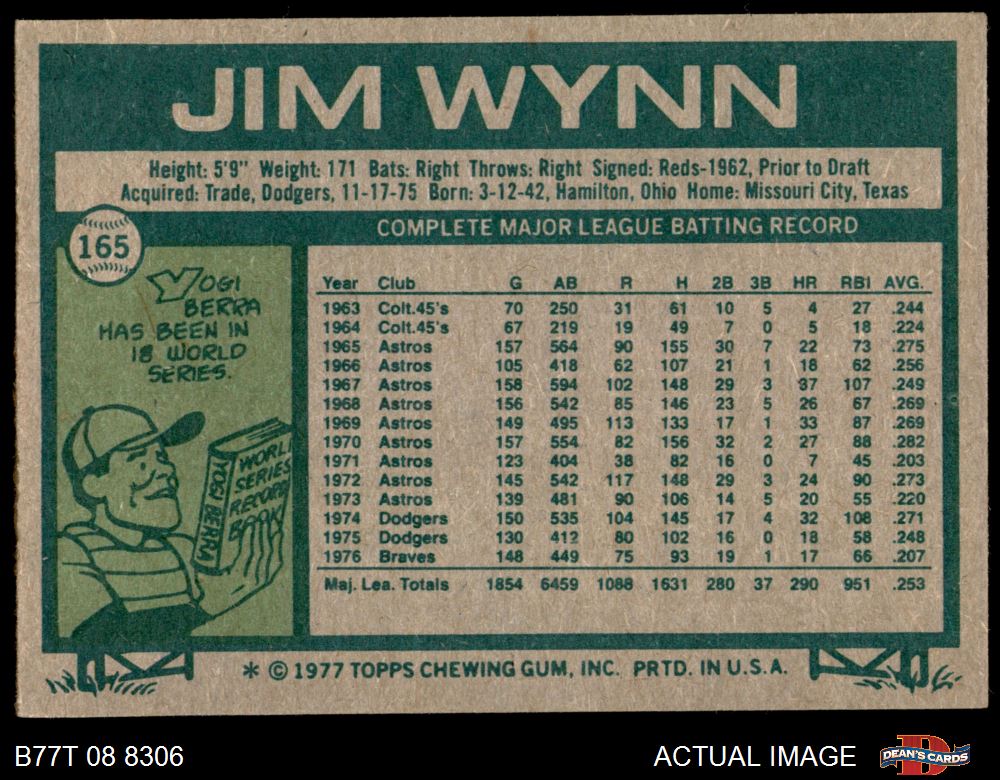 JIM WYNN
Height: 5'9" Weight: 171 Bats: Right Throws: Right Signed: Reds-1962, Prior to Draft
Acquired: Trade, Dodgers, 11-17-75 Born: 3-12-42, Hamilton, Ohio Home: Missouri City, Texas
165
COMPLETE MAJOR LEAGUE BATTING RECORD
YOGI
BERRA
HAS BEEN IN
18 WORLD
SERIES.
YOGI BERRA
WORLD
SERIES
RECORD
BOOK
Year Club G AB R H 2B 3B HR RBI AVG.
1963 Colt.45's 70 250 31 61 10 5 4 27 .244
1964 Colt.45's 67 219 19 49 7 0 5 18 .224
1965 Astros 157 564 90 155 30 7 22 73 .275
1966 Astros 105 418 62 107 21 1 18 62 .256
1967 Astros 158 594 102 148 29 3 37 107 .249
1968 Astros 156 542 85 146 23 5 26 67 .269
1969 Astros 149 495 113 133 17 1 33 87 .269
1970 Astros 157 554 82 156 32 2 27 88 .282
1971 Astros 123 404 38 82 16 0 7 45 .203
1972 Astros 145 542 117 148 29 3 24 90 .273
1973 Astros 139 481 90 106 14 5 20 55 .220
1974 Dodgers 150 535 104 145 17 4 32 108 .271
1975 Dodgers 130 412 80 102 16 0 18 58 .248
1976 Braves 148 449 75 93 19 1 17 66 .207
Maj. Lea. Totals 1854 6459 1088 1631 280 37 290 951 .253
* © 1977 TOPPS CHEWING GUM, INC. PRTD. IN U.S.A.
B77T 08 8306
ACTUAL IMAGE
D
DEAN'S CARDS